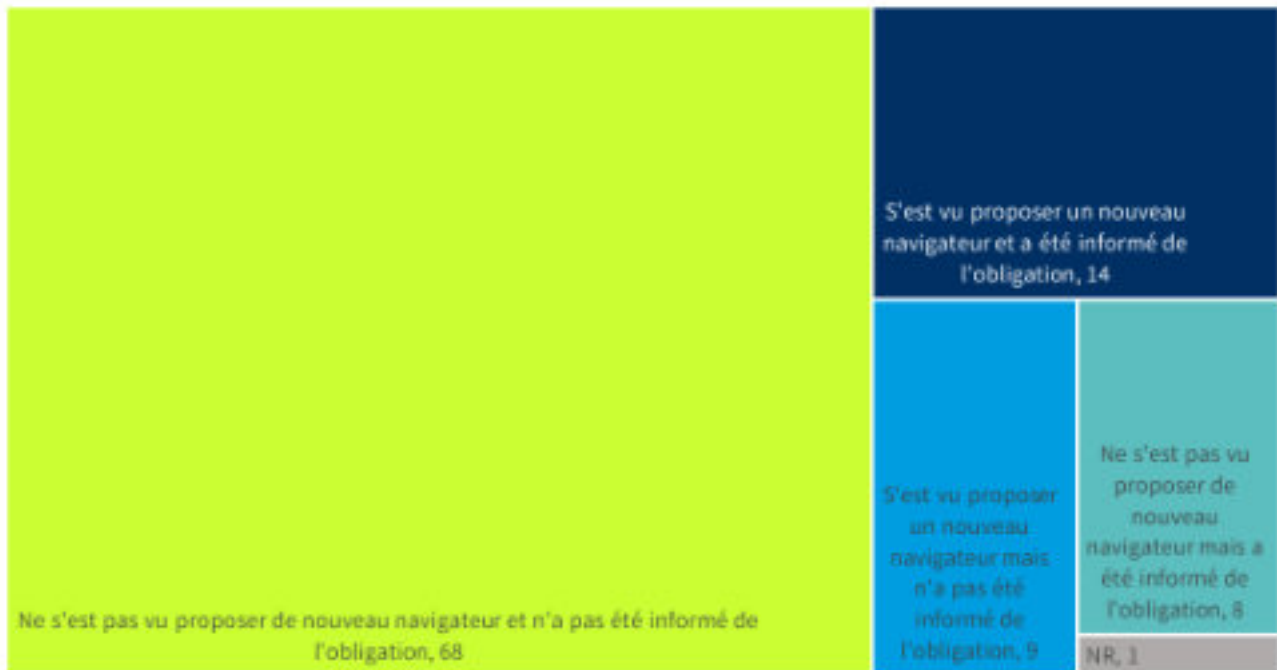 Ne s'est pas vu proposer de nouveau navigateur et n'a pas été informé de
l'obligation, 68
S'est vu proposer un nouveau
navigateur et a été informé de
l'obligation, 14
S'est vu proposer
un nouveau
navigateur mais
n'a pas été
informé de
l'obligation, 9
Ne s'est pas vu
proposer de
nouveau
navigateur mais a
été informé de
l'obligation, 8
NR, 1